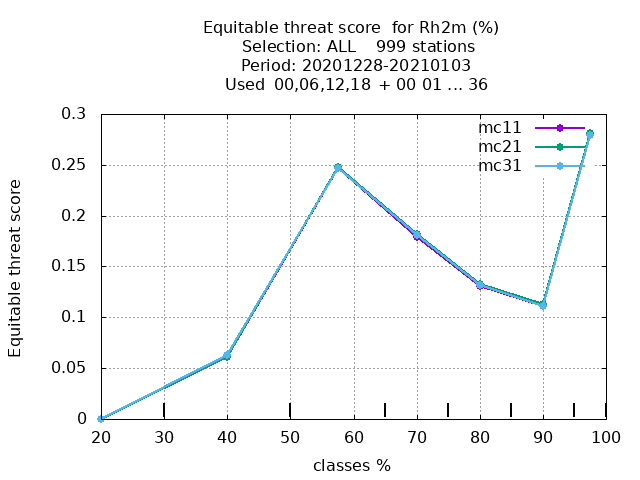 Equitable threat score  for Rh2m (%)
Selection: ALL    999 stations
Period: 20201228-20210103
Used  00,06,12,18  + 00 01 ... 36
mc11
mc21
mc31
Equitable threat score
0.3
0.25
0.2
0.15
0.1
0.05
0
20 30 40 50 60 70 80 90 100
classes %